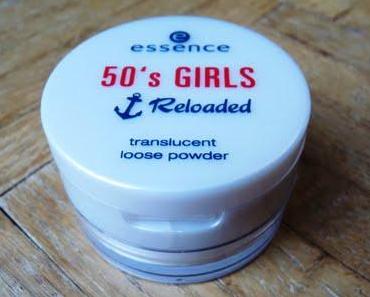 e
essence
50's GIRLS
Reloaded
translucent
loose powder